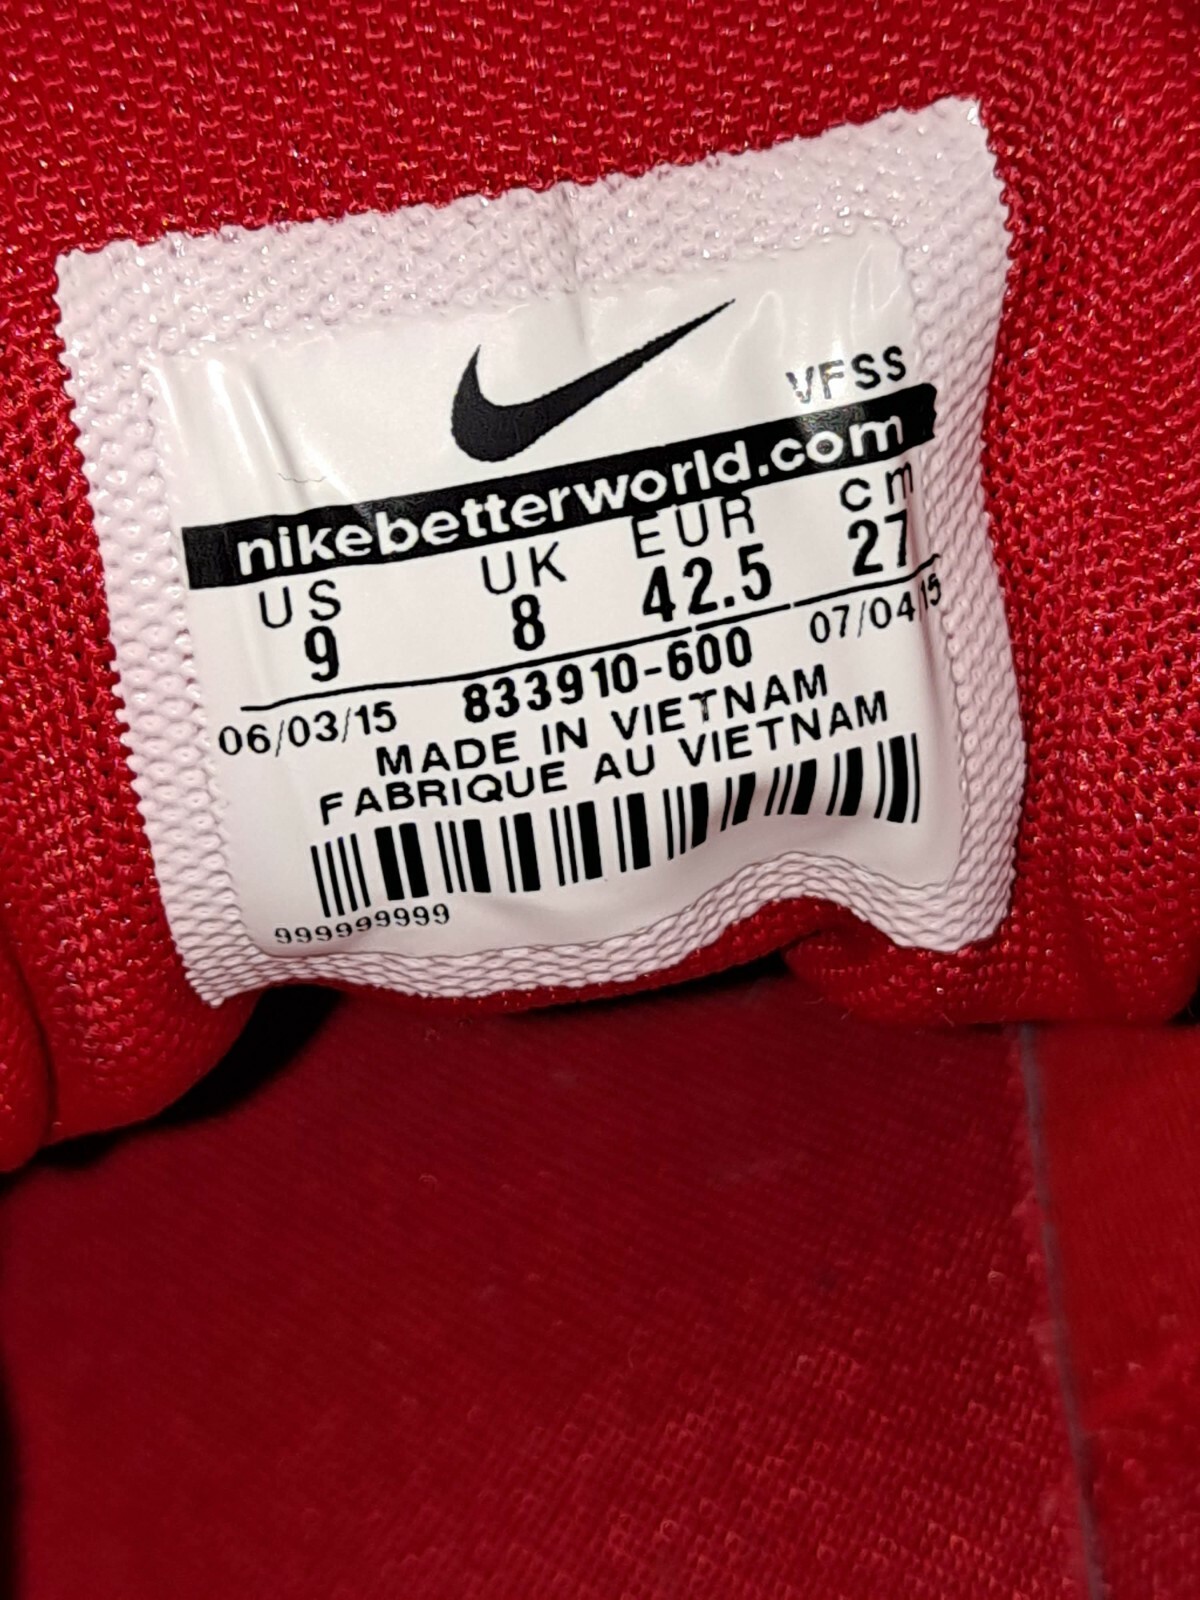 VFSS
nikebetterworld.com
US UK EUR cm
9 8 42.5 27
06/03/15 833910-600 07/04/15
MADE IN VIETNAM
FABRIQUE AU VIETNAM
999999999